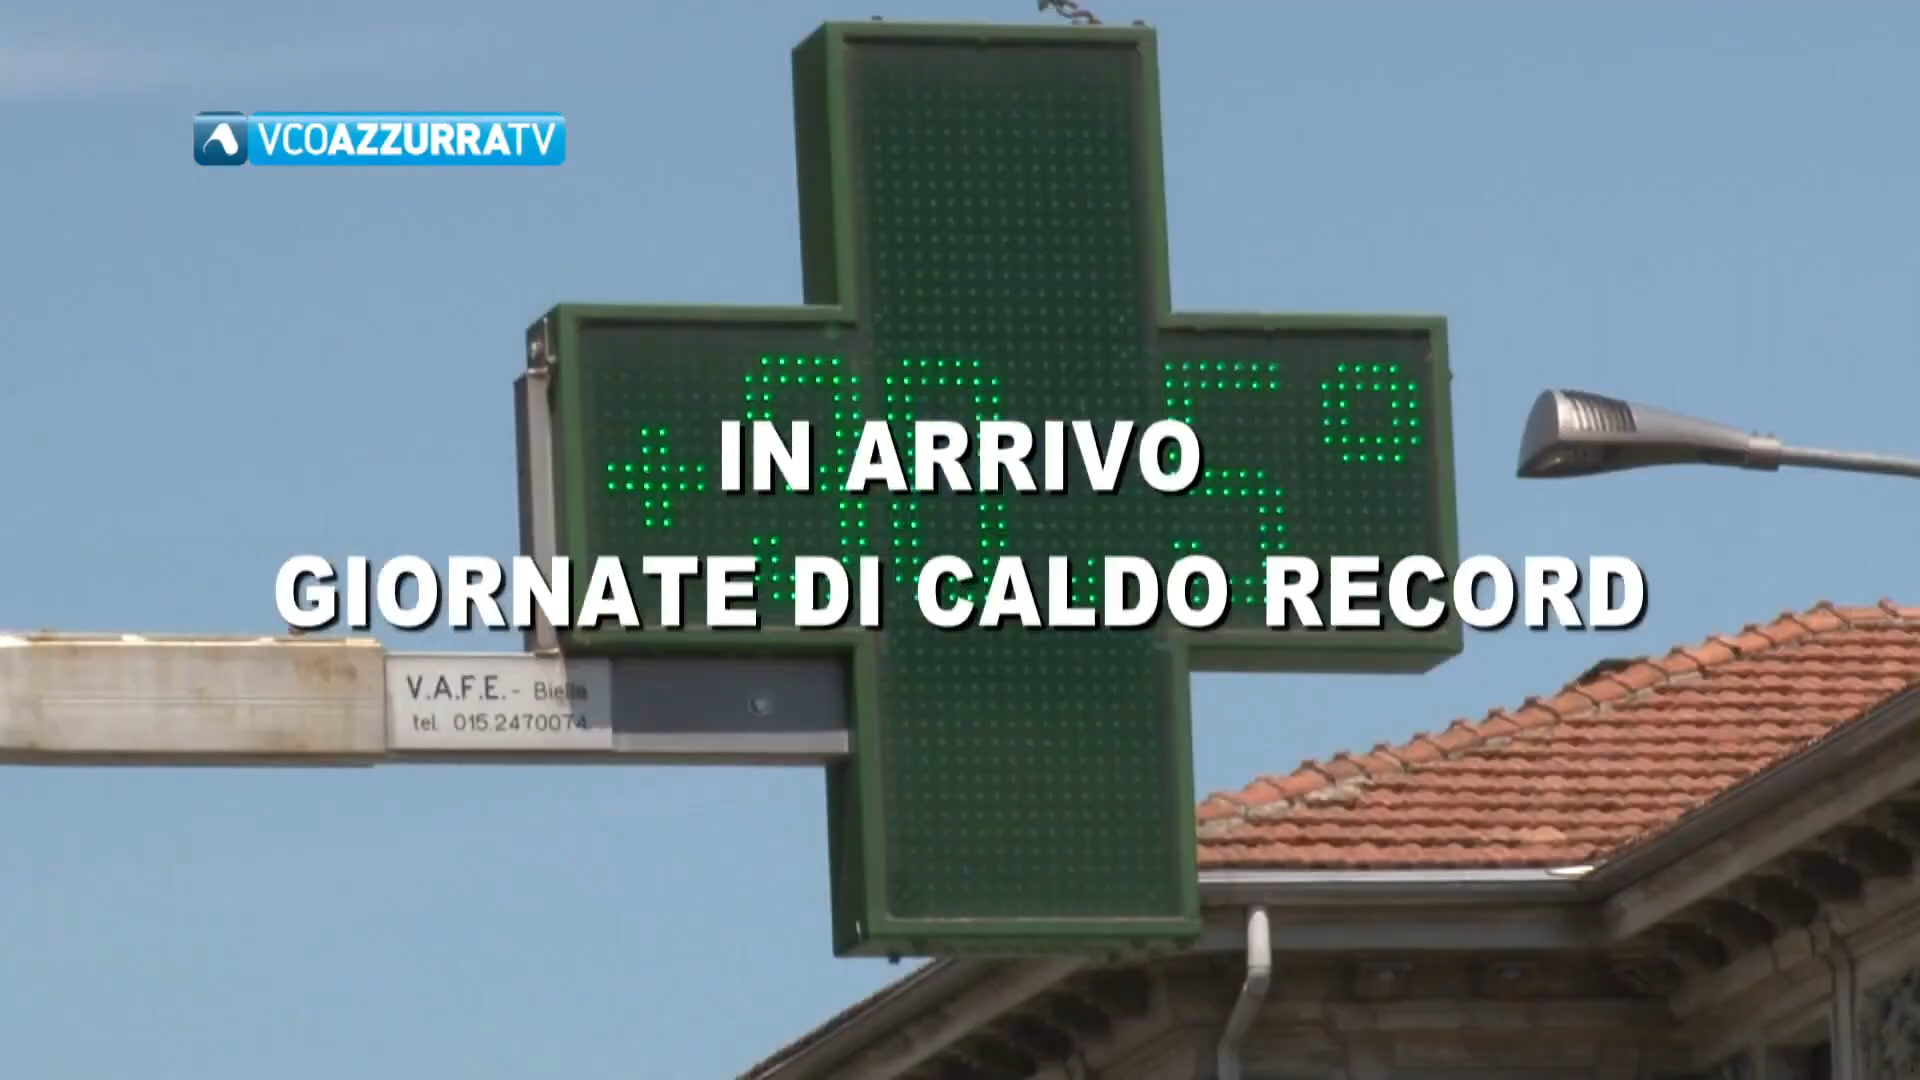 VCOAZZURRATV
IN ARRIVO
GIORNATE DI CALDO RECORD
V.A.F.E. - Biella
tel. 015.2470074